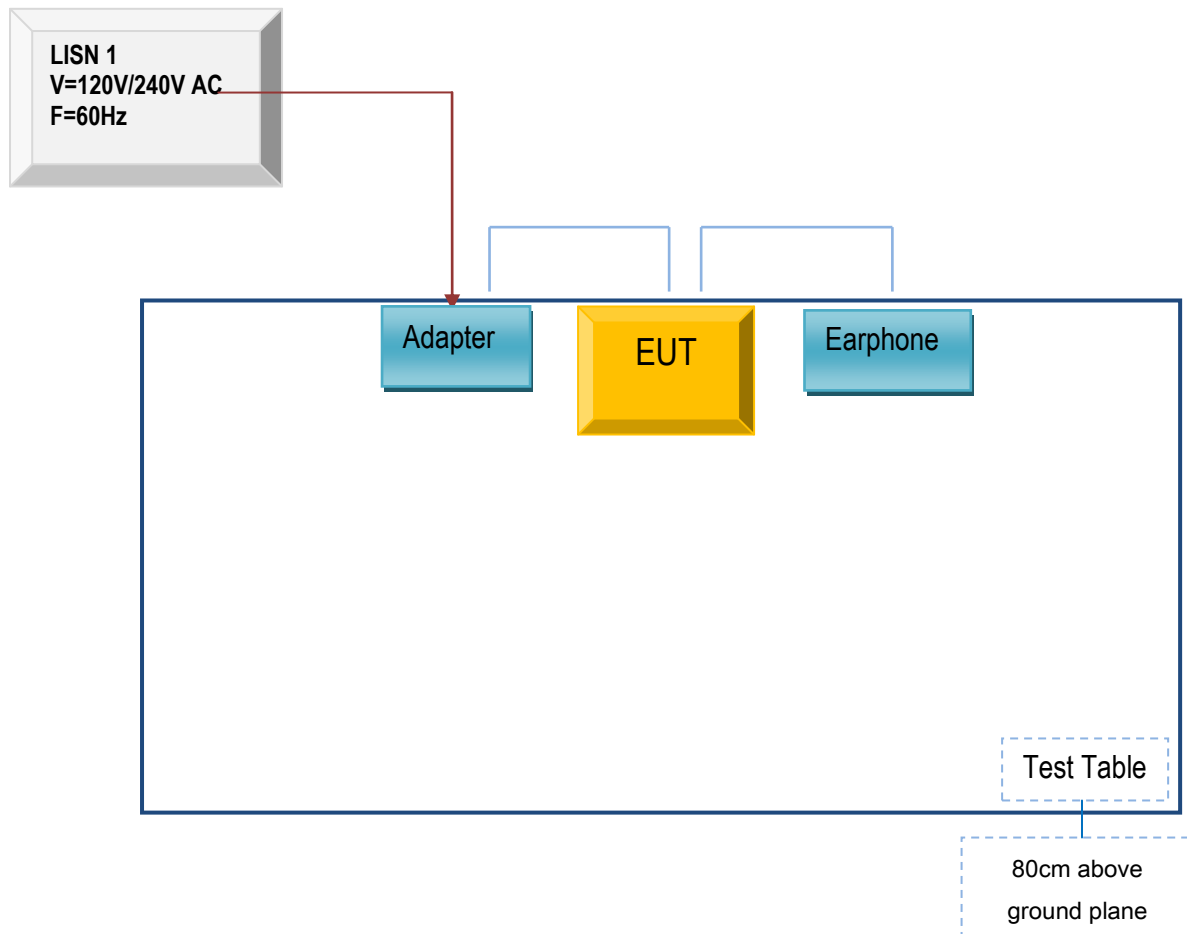 LISN 1
V=120V/240V AC
F=60Hz
Adapter
EUT
Earphone
Test Table
80cm above
ground plane